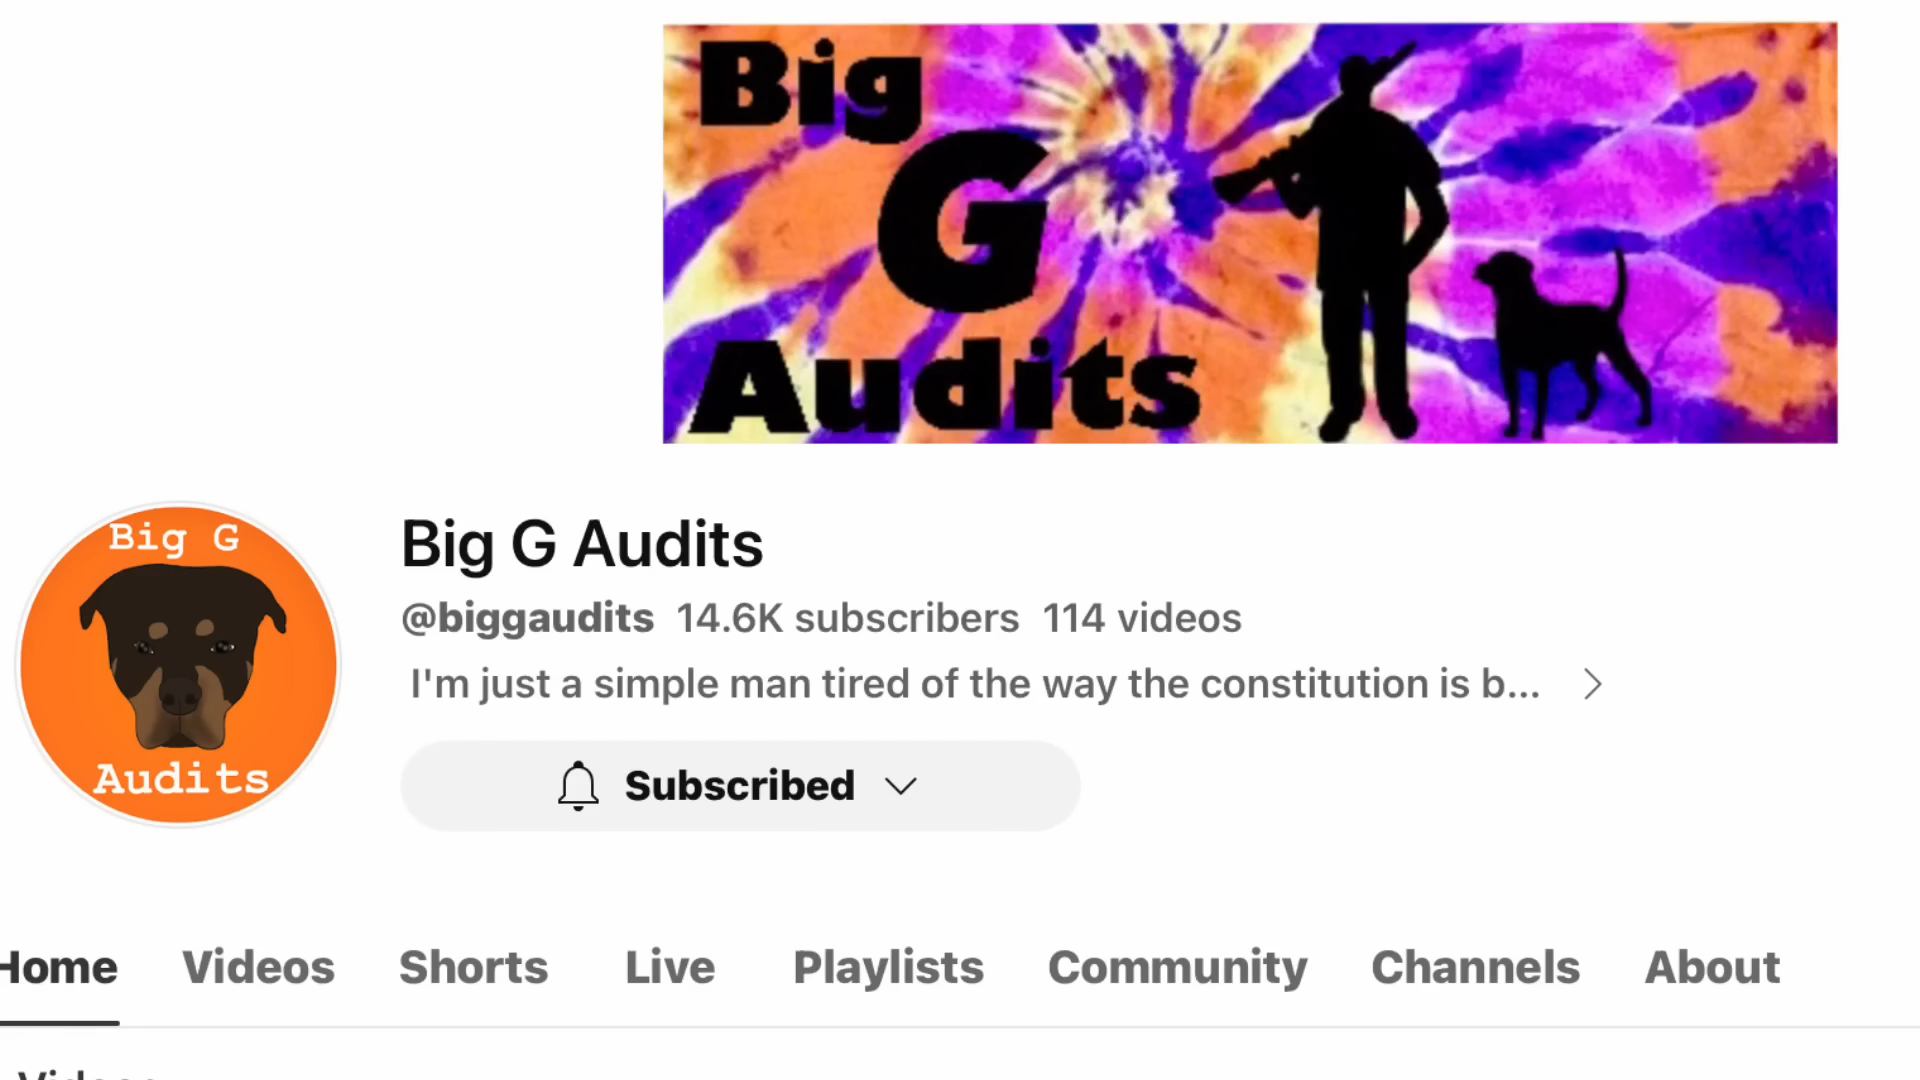 Big
G
Audits
Big G
Audits
Big G Audits
@biggaudits 14.6K subscribers 114 videos
I'm just a simple man tired of the way the constitution is b...
Subscribed
Home Videos Shorts Live Playlists Community Channels About
Videos